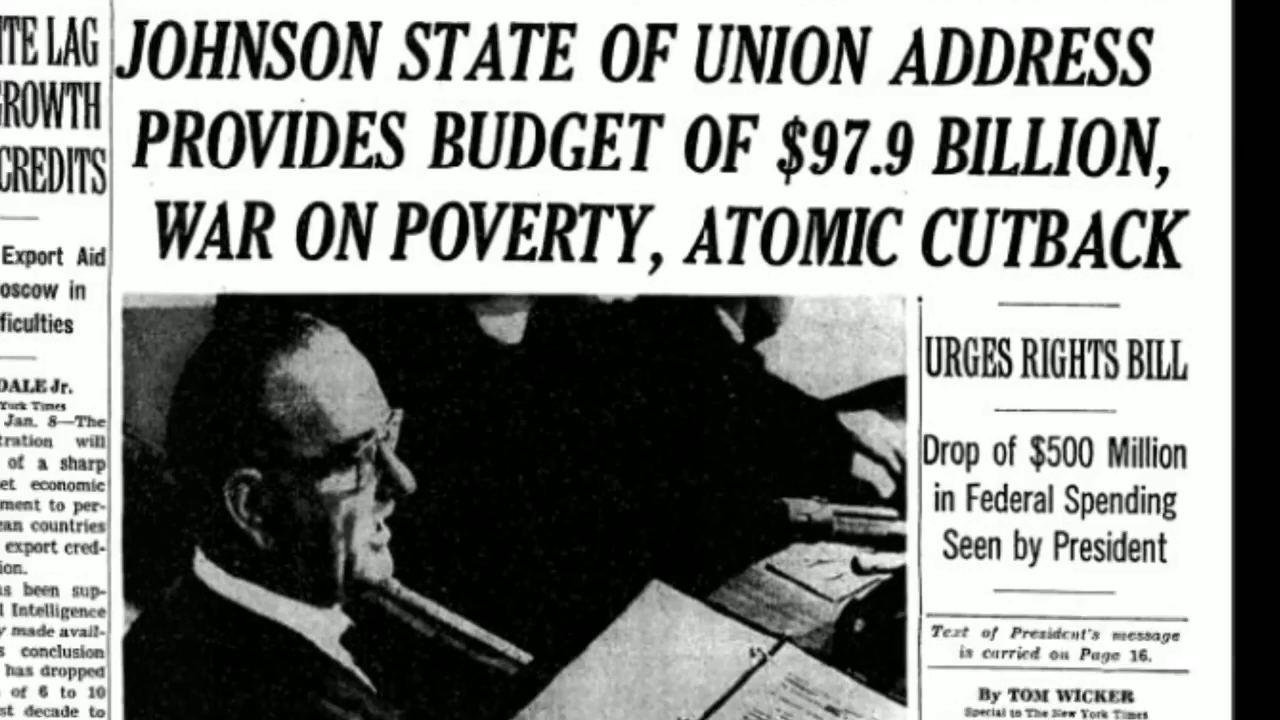 ITE LAG
GROWTH
CREDITS
Export Aid
oscow in
ficulties
DALE Jr.
York Times
Jan. 8—The
tration will
of a sharp
et economic
ment to per-
ean countries
export cred-
ion.
as been sup-
l Intelligence
y made avail-
s conclusion
has dropped
of 6 to 10
st decade to
JOHNSON STATE OF UNION ADDRESS
PROVIDES BUDGET OF $97.9 BILLION,
WAR ON POVERTY, ATOMIC CUTBACK
URGES RIGHTS BILL
Drop of $500 Million
in Federal Spending
Seen by President
Text of President's message
is carried on Page 16.
By TOM WICKER
Special to The New York Times